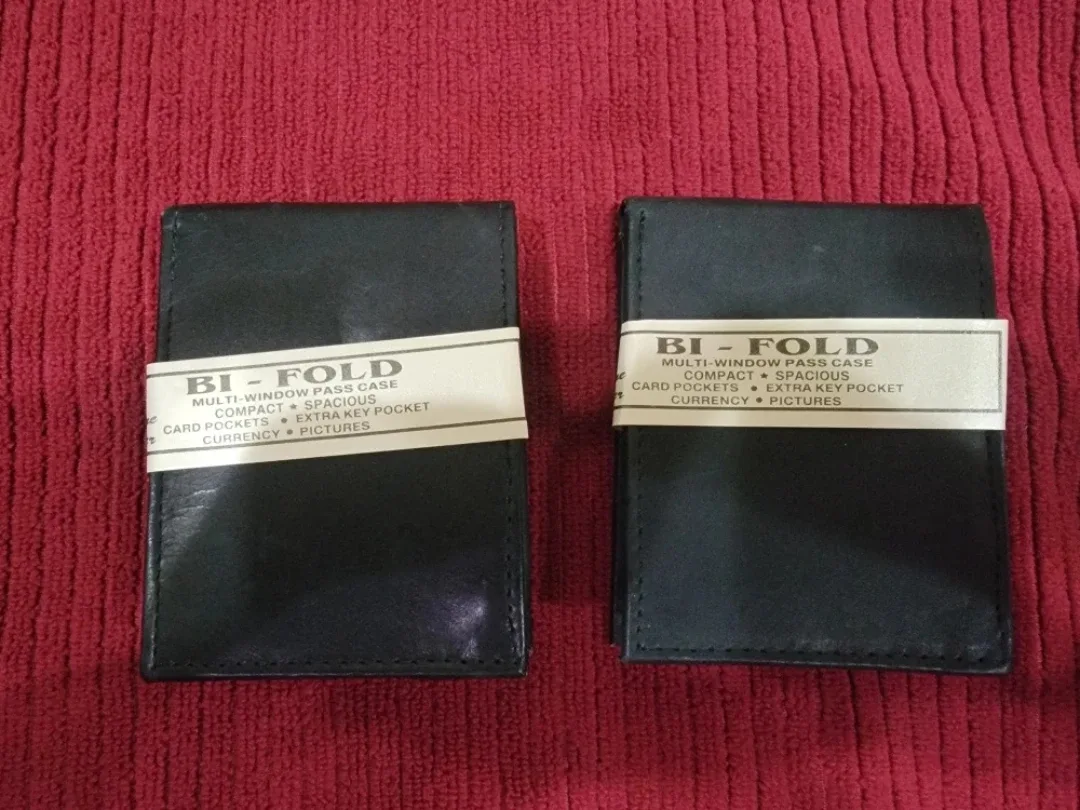 BI - FOLD
MULTI-WINDOW PASS CASE
COMPACT ★ SPACIOUS
CARD POCKETS • EXTRA KEY POCKET
CURRENCY • PICTURES
BI - FOLD
MULTI-WINDOW PASS CASE
COMPACT ★ SPACIOUS
CARD POCKETS • EXTRA KEY POCKET
CURRENCY • PICTURES